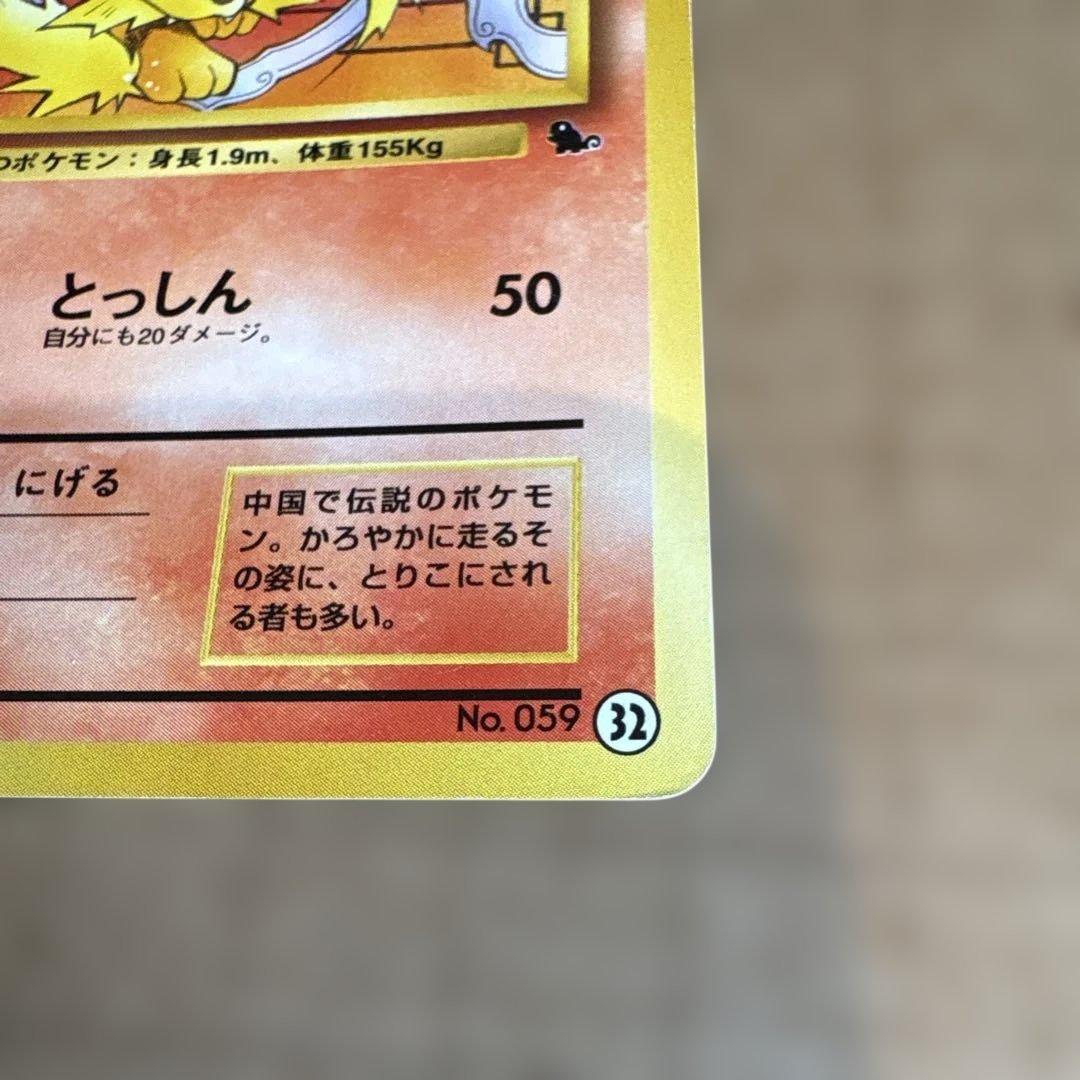 つポケモン：身長1.9m、体重155Kg
とっしん 50
自分にも20ダメージ。
にげる
中国で伝説のポケモ
ン。かろやかに走るそ
の姿に、とりこにされ
る者も多い。
No. 059 32